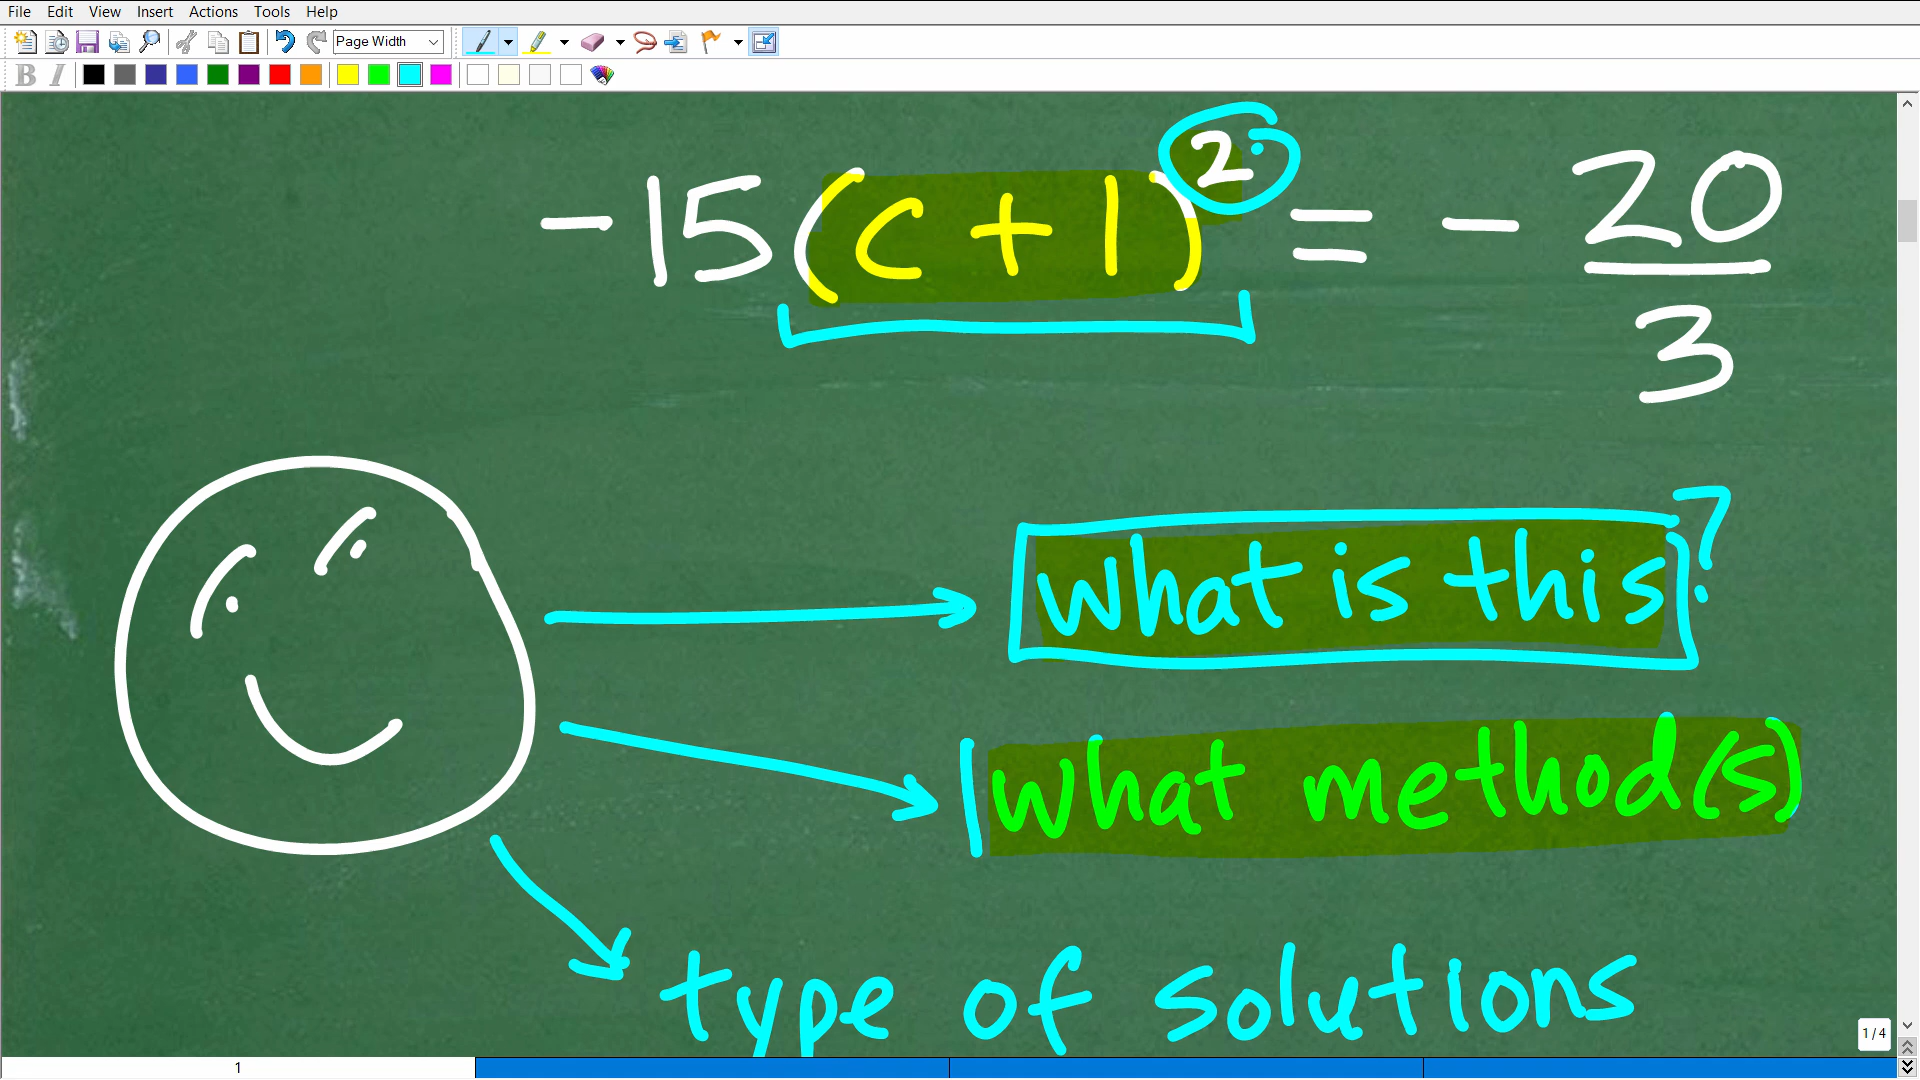 File Edit View Insert Actions Tools Help
Page Width
B I
-15(c+1)² = - 20/3
What is this?
What method(s)
type of solutions
1 / 4
1